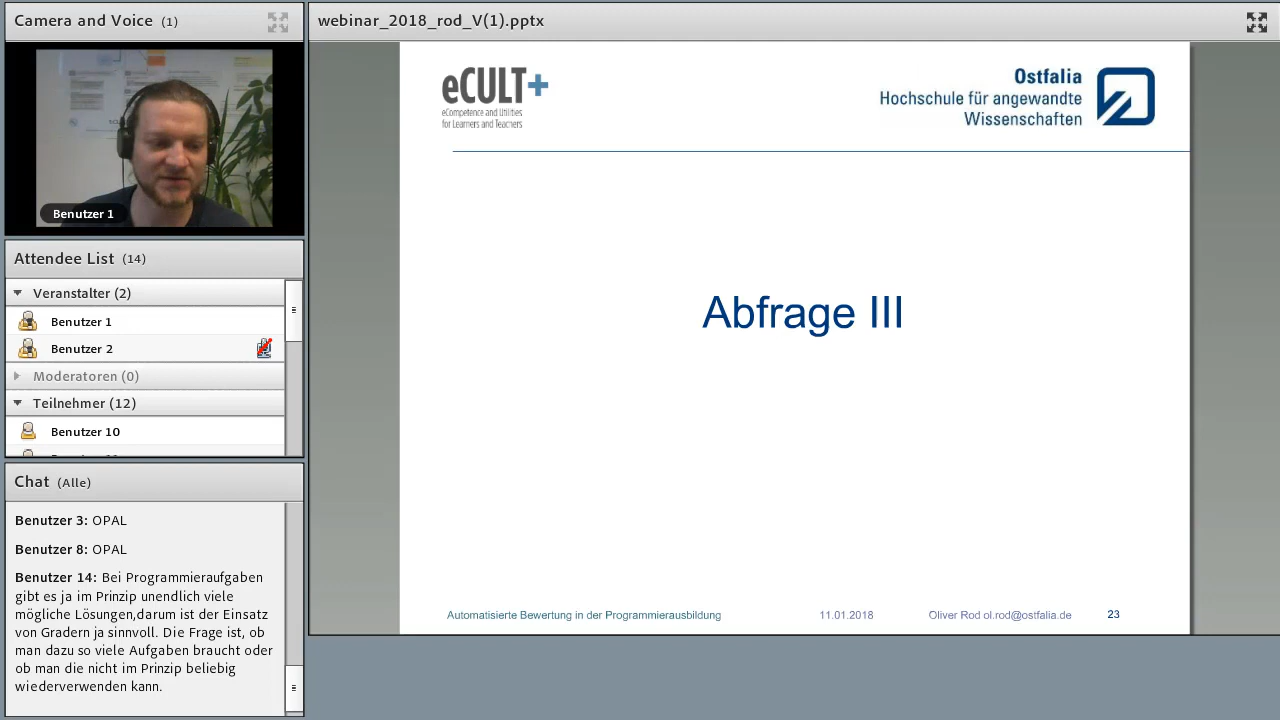 Camera and Voice (1)
Benutzer 1
Attendee List (14)
Veranstalter (2)
Benutzer 1
Benutzer 2
Moderatoren (0)
Teilnehmer (12)
Benutzer 10
Chat (Alle)
Benutzer 3: OPAL
Benutzer 8: OPAL
Benutzer 14: Bei Programmieraufgaben
gibt es ja im Prinzip unendlich viele
mögliche Lösungen,darum ist der Einsatz
von Gradern ja sinnvoll. Die Frage ist, ob
man dazu so viele Aufgaben braucht oder
ob man die nicht im Prinzip beliebig
wiederverwenden kann.
webinar_2018_rod_V(1).pptx
eCULT+
eCompetence and Utilities
for Learners and Teachers
Ostfalia
Hochschule für angewandte
Wissenschaften
Abfrage III
Automatisierte Bewertung in der Programmierausbildung
11.01.2018
Oliver Rod ol.rod@ostfalia.de
23